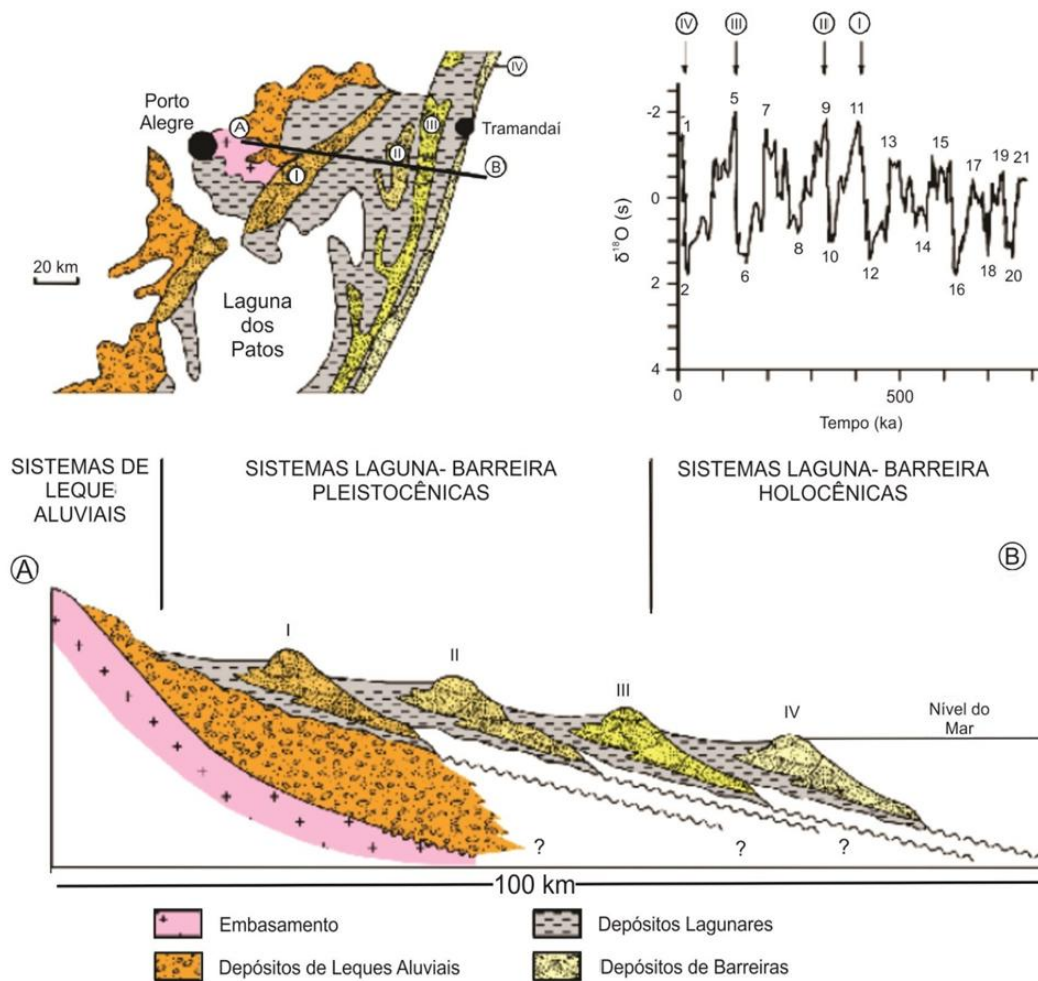 Porto
Alegre
A
I
II
III
IV
Tramandaí
B
20 km
Laguna
dos
Patos
IV III II I
-2
0
2
4
δ¹⁸O (s)
1
2
5
6
7
8
9
10
11
12
13
14
15
16
17
18
19
20
21
0 500
Tempo (ka)
SISTEMAS DE
LEQUE
ALUVIAIS
SISTEMAS LAGUNA- BARREIRA
PLEISTOCÊNICAS
SISTEMAS LAGUNA- BARREIRA
HOLOCÊNICAS
A
B
I
II
III
IV
Nível do
Mar
? ? ?
100 km
Embasamento
Depósitos de Leques Aluviais
Depósitos Lagunares
Depósitos de Barreiras